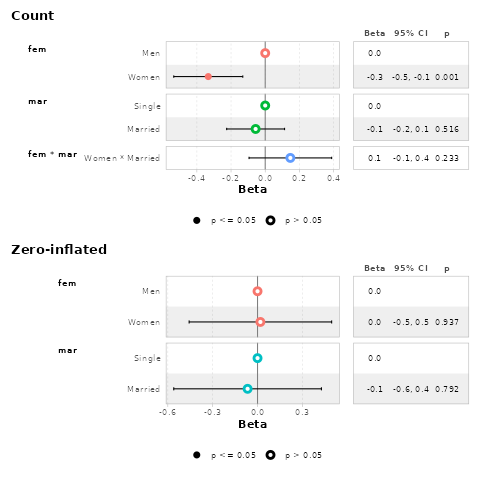 Count
Beta 95% CI p
fem
Men 0.0
Women -0.3 -0.5, -0.1 0.001
mar
Single 0.0
Married -0.1 -0.2, 0.1 0.516
fem * mar Women * Married 0.1 -0.1, 0.4 0.233
-0.4 -0.2 0.0 0.2 0.4
Beta
p <= 0.05 p > 0.05
Zero-inflated
Beta 95% CI p
fem
Men 0.0
Women 0.0 -0.5, 0.5 0.937
mar
Single 0.0
Married -0.1 -0.6, 0.4 0.792
-0.6 -0.3 0.0 0.3
Beta
p <= 0.05 p > 0.05